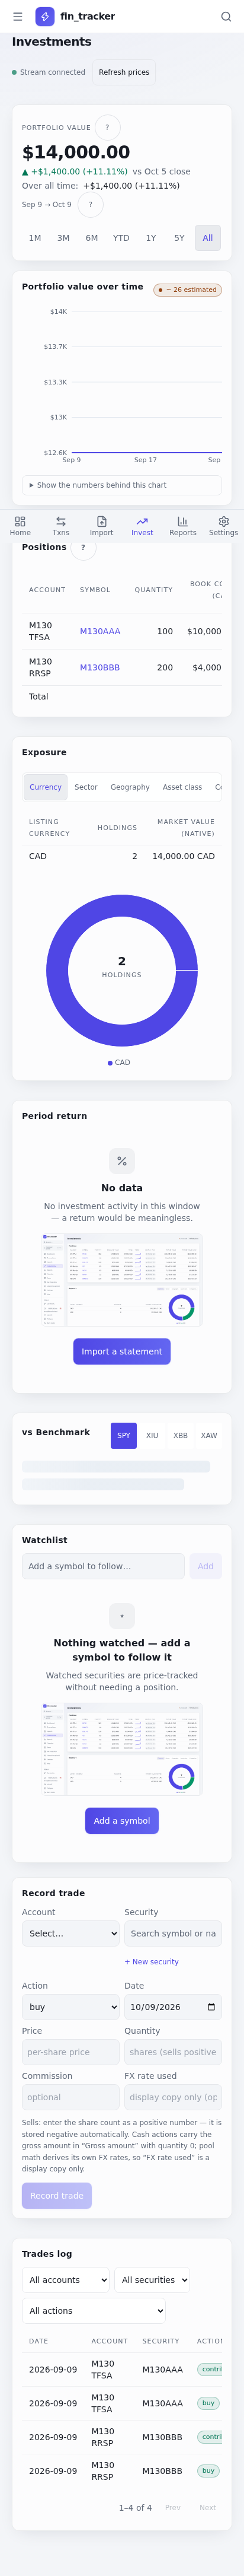 fin_tracker
Investments
Stream connected
Refresh prices
PORTFOLIO VALUE ?
$14,000.00
▲ +$1,400.00 (+11.11%) vs Oct 5 close
Over all time: +$1,400.00 (+11.11%)
Sep 9 → Oct 9 ?
1M 3M 6M YTD 1Y 5Y All
Portfolio value over time
~ 26 estimated
$14K
$13.7K
$13.3K
$13K
$12.6K
Sep 9 Sep 17 Sep
▶ Show the numbers behind this chart
Home Txns Import Invest Reports Settings
Positions ?
ACCOUNT SYMBOL QUANTITY BOOK CO
(CA
M130 TFSA M130AAA 100 $10,000
M130 RRSP M130BBB 200 $4,000
Total
Exposure
Currency Sector Geography Asset class Co
LISTING CURRENCY HOLDINGS MARKET VALUE (NATIVE)
CAD 2 14,000.00 CAD
2
HOLDINGS
CAD
Period return
No data
No investment activity in this window
— a return would be meaningless.
Import a statement
vs Benchmark
SPY XIU XBB XAW
Watchlist
Add a symbol to follow…
Add
Nothing watched — add a
symbol to follow it
Watched securities are price-tracked
without needing a position.
Add a symbol
Record trade
Account Security
Select… Search symbol or na
+ New security
Action Date
buy 10/09/2026
Price Quantity
per-share price shares (sells positive
Commission FX rate used
optional display copy only (op
Sells: enter the share count as a positive number — it is
stored negative automatically. Cash actions carry the
gross amount in “Gross amount” with quantity 0; pool
math derives its own FX rates, so “FX rate used” is a
display copy only.
Record trade
Trades log
All accounts All securities
All actions
DATE ACCOUNT SECURITY ACTION
2026-09-09 M130 TFSA M130AAA contri
2026-09-09 M130 TFSA M130AAA buy
2026-09-09 M130 RRSP M130BBB contri
2026-09-09 M130 RRSP M130BBB buy
1–4 of 4 Prev Next